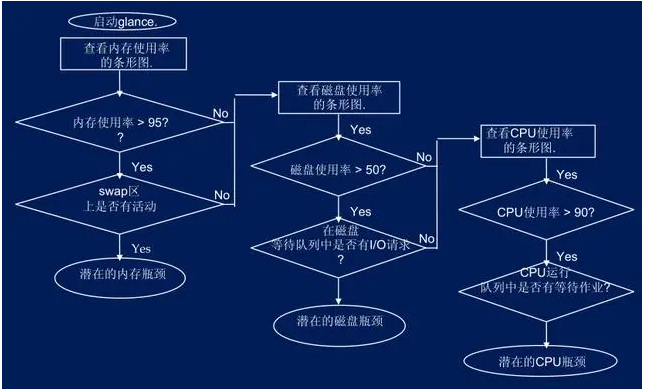 启动glance.
查看内存使用率
的条形图.
No
内存使用率 > 95?
?
Yes
swap区
上是否有活动
No
Yes
潜在的内存瓶颈
查看磁盘使用率
的条形图.
Yes
No
磁盘使用率 > 50?
Yes
在磁盘
等待队列中是否有I/O请求
?
No
潜在的磁盘瓶颈
查看CPU使用率
的条形图.
Yes
CPU使用率 > 90?
Yes
CPU运行
队列中是否有等待作业?
潜在的CPU瓶颈